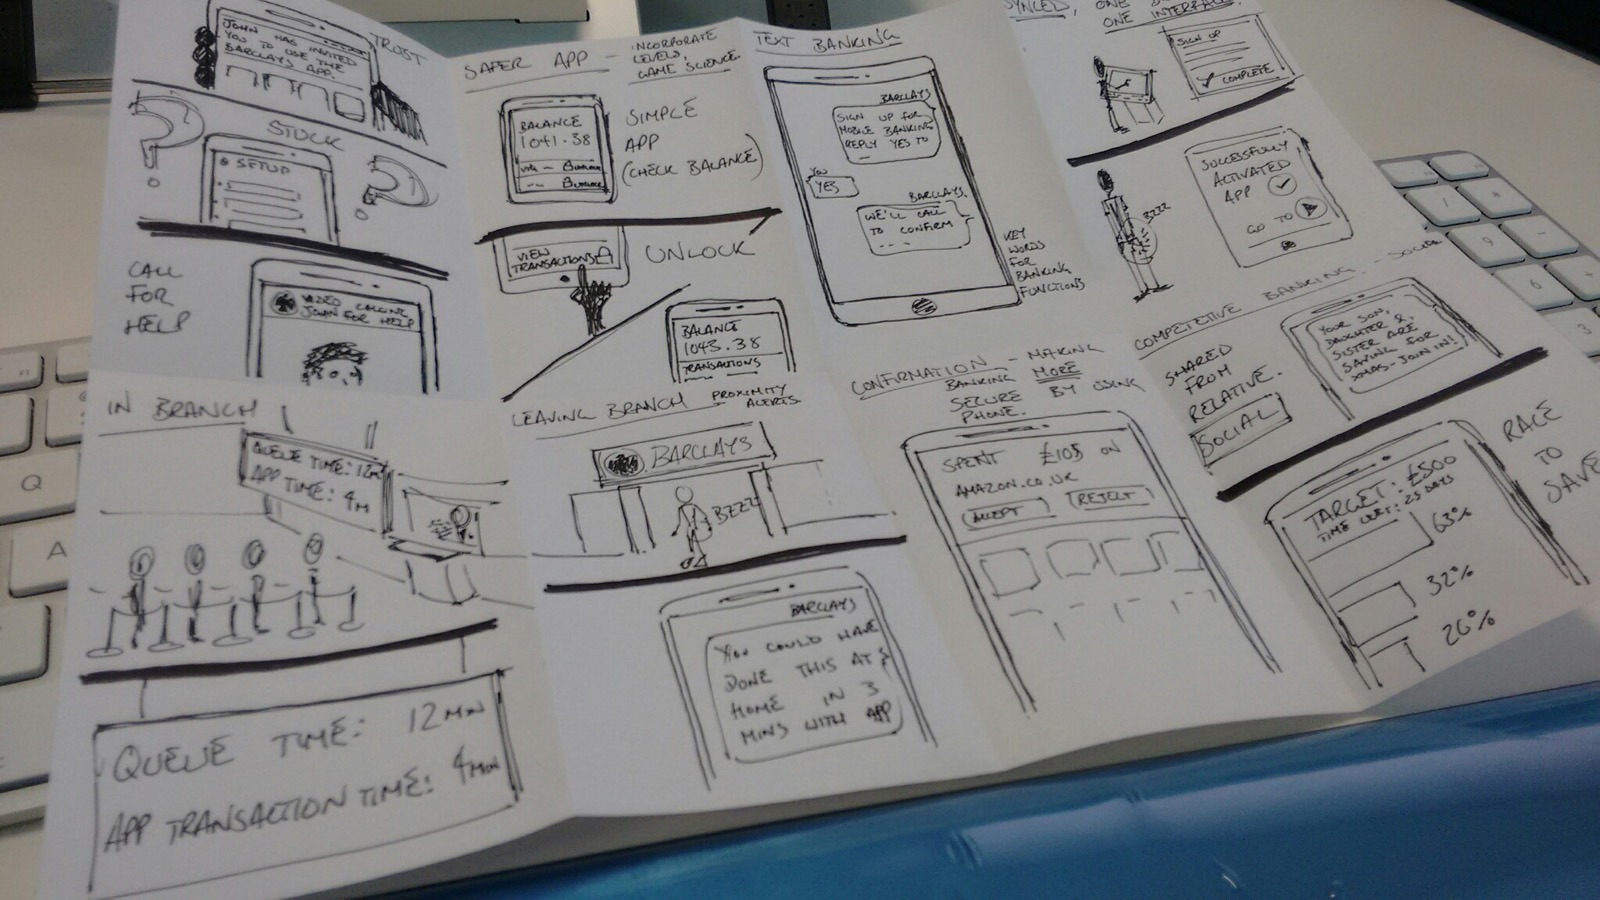 TRUST
JOHN HAS INVITED
YOU TO USE THE
BARCLAYS APP.
STUCK
SETUP
CALL
FOR
HELP
VIDEO CALLING
JOHN FOR HELP
SAFER APP - INCORPORATE
LEVELS,
GAME SCIENCE
BALANCE
1041.38
SIMPLE
APP
(CHECK BALANCE)
VIEW
TRANSACTIONS
UNLOCK
BALANCE
1043.38
TRANSACTIONS
TEXT BANKING
BARCLAYS
SIGN UP FOR
MOBILE BANKING
REPLY YES TO
YOU
YES
BARCLAYS.
WE'LL CALL
TO CONFIRM
KEY
WORDS
FOR
BANKING
FUNCTIONS
SYNCED, ONE
ONE INTERFACE.
SIGN UP
COMPLETE
BZZZ
SUCCESSFULLY
ACTIVATED
APP
GO TO
IN BRANCH
QUEUE TIME: 12M
APP TIME: 4M
QUEUE TIME: 12MIN
APP TRANSACTION TIME: 4MIN
LEAVING BRANCH - PROXIMITY
ALERTS
BARCLAYS
BZZZ
BARCLAYS
YOU COULD HAVE
DONE THIS AT
HOME IN 3
MINS WITH APP
CONFIRMATION - MAKING
BANKING MORE
SECURE BY USING
PHONE.
SPENT £105 ON
AMAZON.CO.UK
ACCEPT REJECT
COMPETETIVE BANKING - SOCIAL
SHARED
FROM
RELATIVE.
SOCIAL
YOUR SON,
DAUGHTER &
SISTER ARE
SAVING FOR
XMAS - JOIN IN!
RACE
TO
SAVE
TARGET: £500
TIME LEFT: 25 DAYS
63%
32%
26%